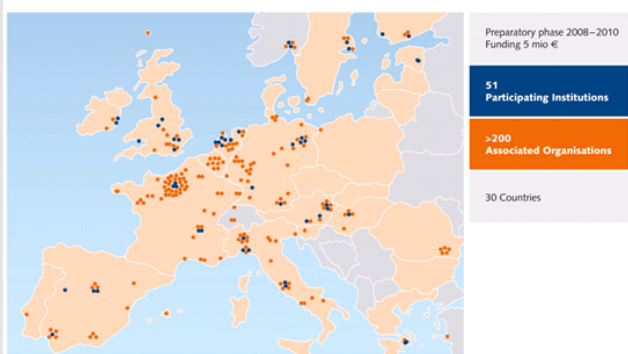 Preparatory phase 2008–2010
Funding 5 mio €
51
Participating Institutions
>200
Associated Organisations
30 Countries